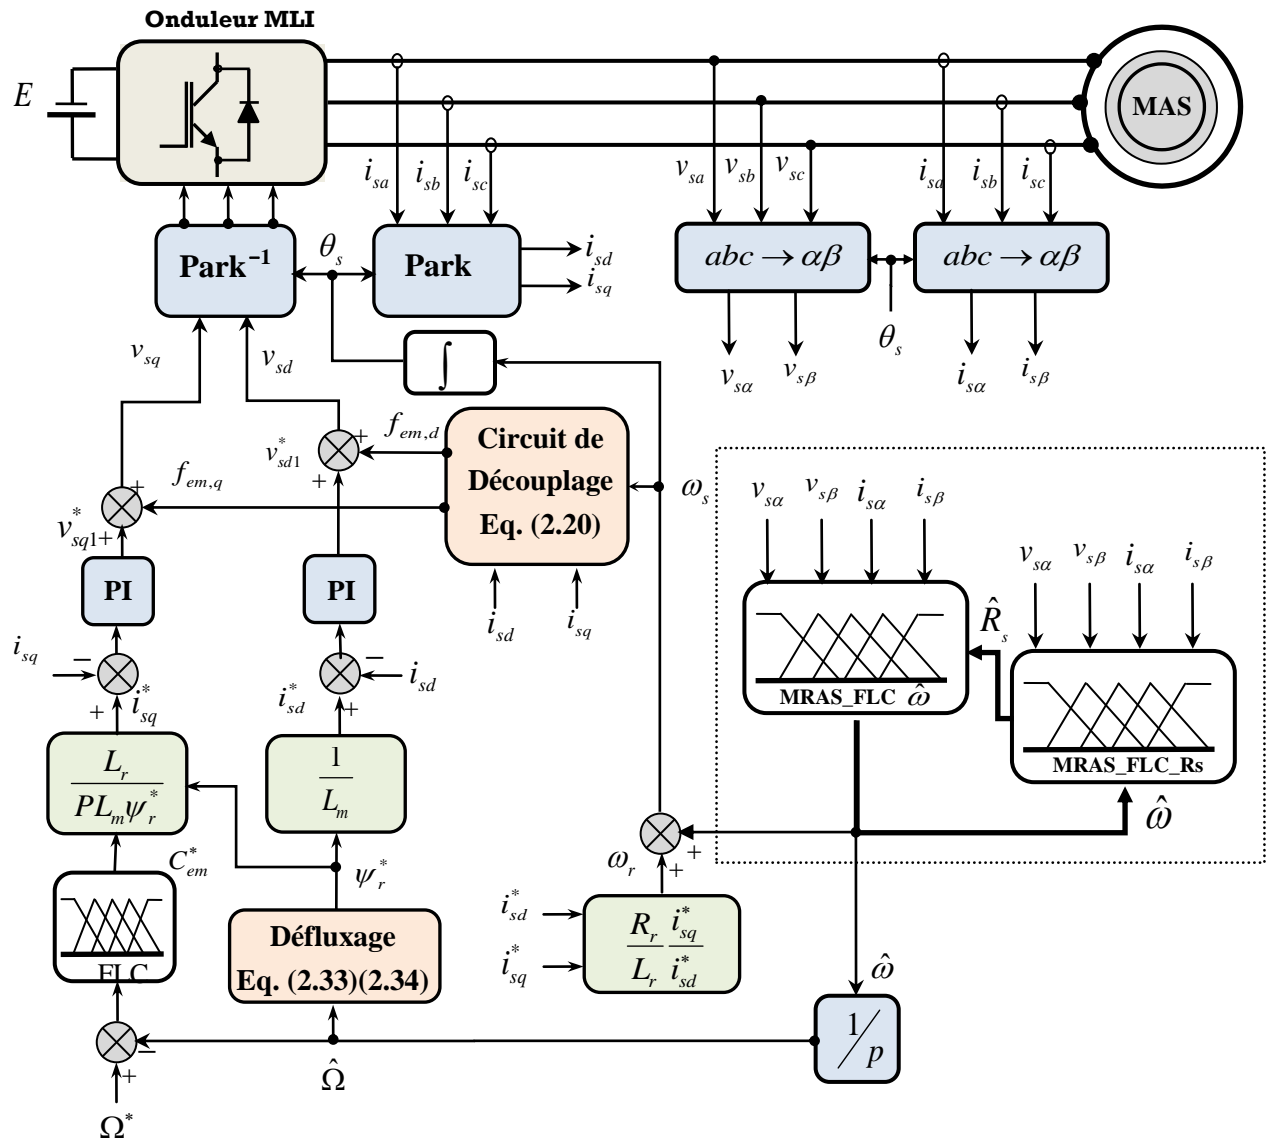 Onduleur MLI
E
MAS
i_sa i_sb i_sc
v_sa v_sb v_sc
i_sa i_sb i_sc
Park⁻¹
θ_s
Park
i_sd
i_sq
abc → αβ
abc → αβ
θ_s
v_sα v_sβ
i_sα i_sβ
v_sq
v_sd
∫
f_em,d
v*_sd1
+
+
Circuit de
Découplage
Eq. (2.20)
ω_s
f_em,q
+
v*_sq1+
PI
PI
i_sd
i_sq
v_sα v_sβ i_sα i_sβ
v_sα v_sβ i_sα i_sβ
R̂_s
MRAS_FLC ω̂
MRAS_FLC_Rs
ω̂
i_sq
−
+
i*_sq
−
i_sd
i*_sd
+
L_r
PL_mψ*_r
1
L_m
C*_em
ψ*_r
ω_r
+
+
FLC
Défluxage
Eq. (2.33)(2.34)
i*_sd
i*_sq
R_r i*_sq
L_r i*_sd
ω̂
1/p
−
+
Ω̂
Ω*